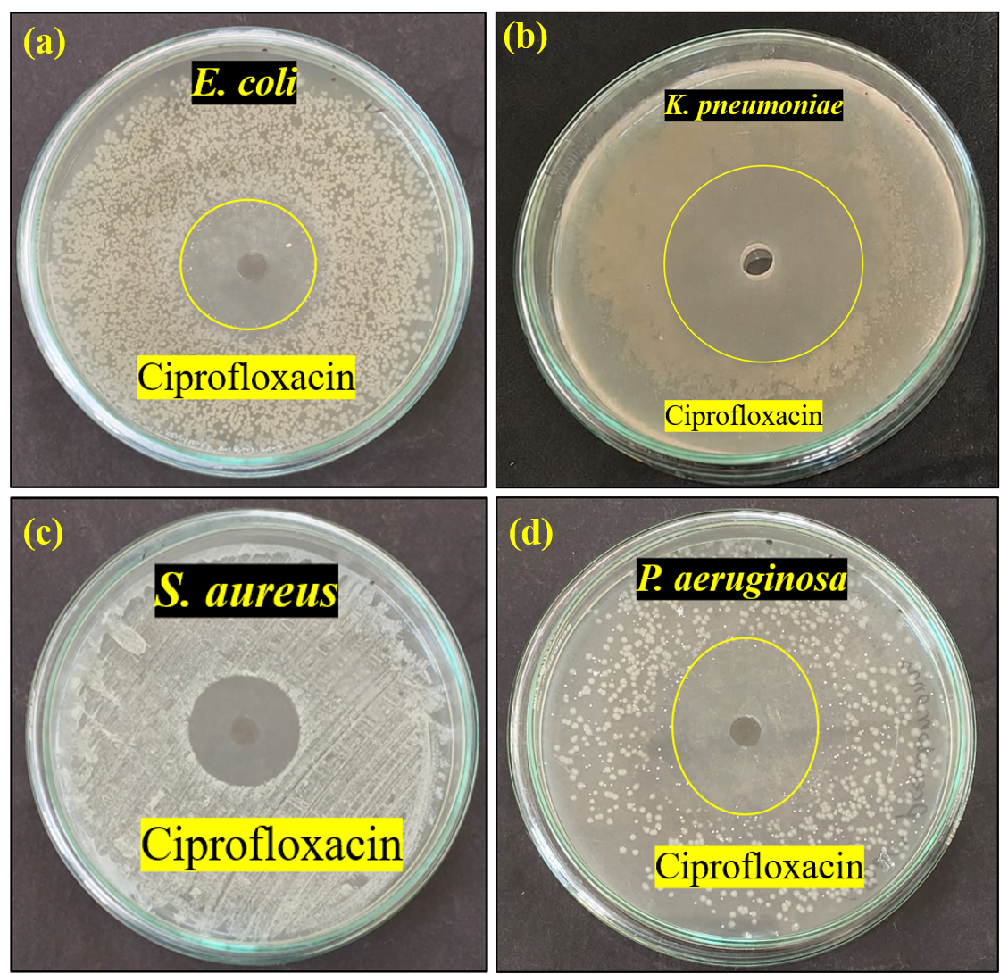 (a)
E. coli
Ciprofloxacin
(b)
K. pneumoniae
Ciprofloxacin
(c)
S. aureus
Ciprofloxacin
(d)
P. aeruginosa
Ciprofloxacin